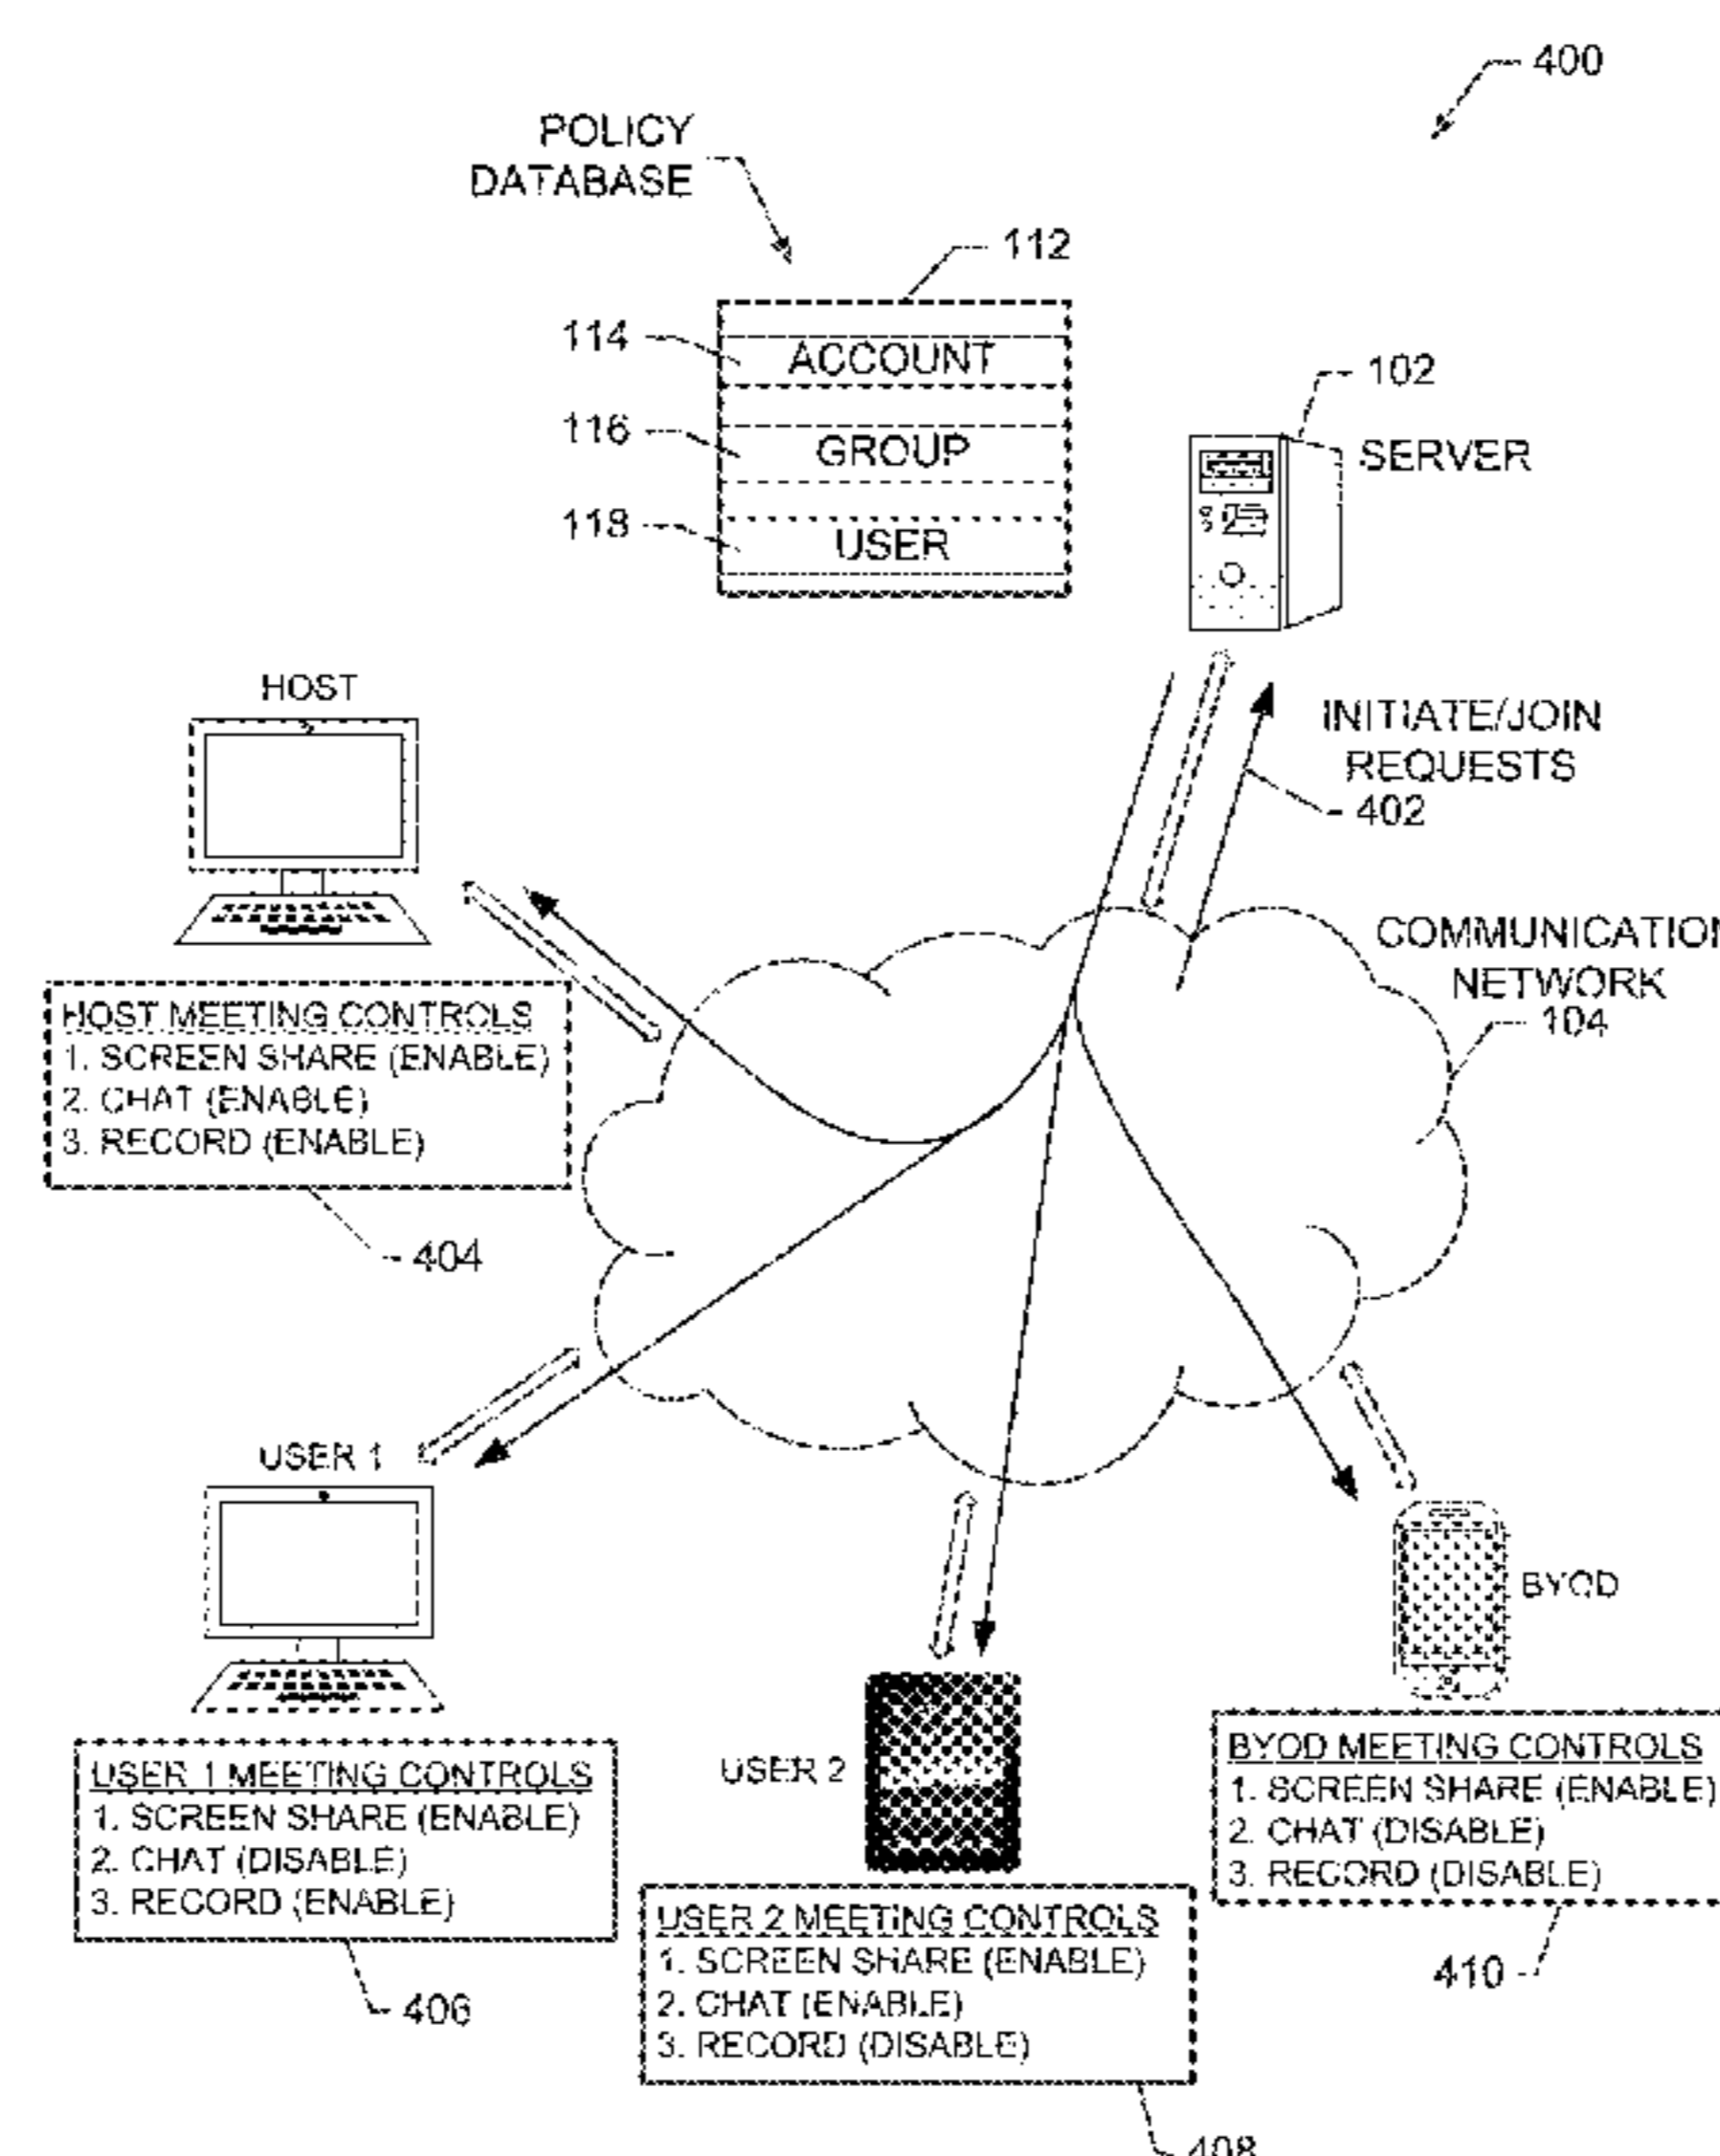 400
POLICY
DATABASE
112
114
ACCOUNT
116
GROUP
118
USER
102
SERVER
HOST
INITIATE/JOIN
REQUESTS
402
COMMUNICATION
NETWORK
104
HOST MEETING CONTROLS
1. SCREEN SHARE (ENABLE)
2. CHAT (ENABLE)
3. RECORD (ENABLE)
404
USER 1
BYOD
USER 2
USER 1 MEETING CONTROLS
1. SCREEN SHARE (ENABLE)
2. CHAT (DISABLE)
3. RECORD (ENABLE)
406
BYOD MEETING CONTROLS
1. SCREEN SHARE (ENABLE)
2. CHAT (DISABLE)
3. RECORD (DISABLE)
410
USER 2 MEETING CONTROLS
1. SCREEN SHARE (ENABLE)
2. CHAT (ENABLE)
3. RECORD (DISABLE)
408